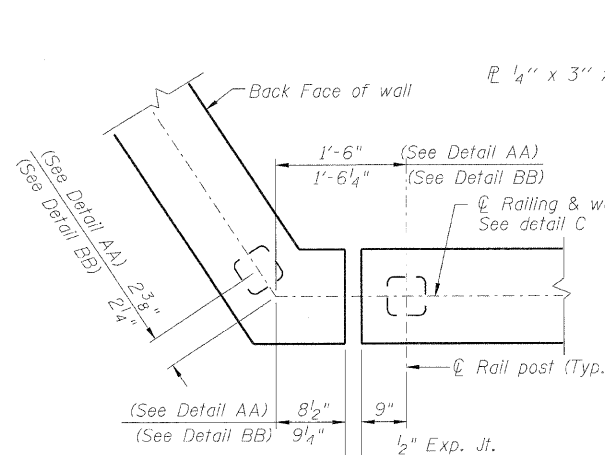 ℄ 1/4" x 3" x
Back Face of wall
1'-6" (See Detail AA)
1'-6 1/4" (See Detail BB)
℄ Railing & w
See detail C
(See Detail AA) 2 3/8"
(See Detail BB) 2 1/4"
℄ Rail post (Typ.
(See Detail AA) 8 1/2" 9"
(See Detail BB) 9 1/4"
1/2" Exp. Jt.